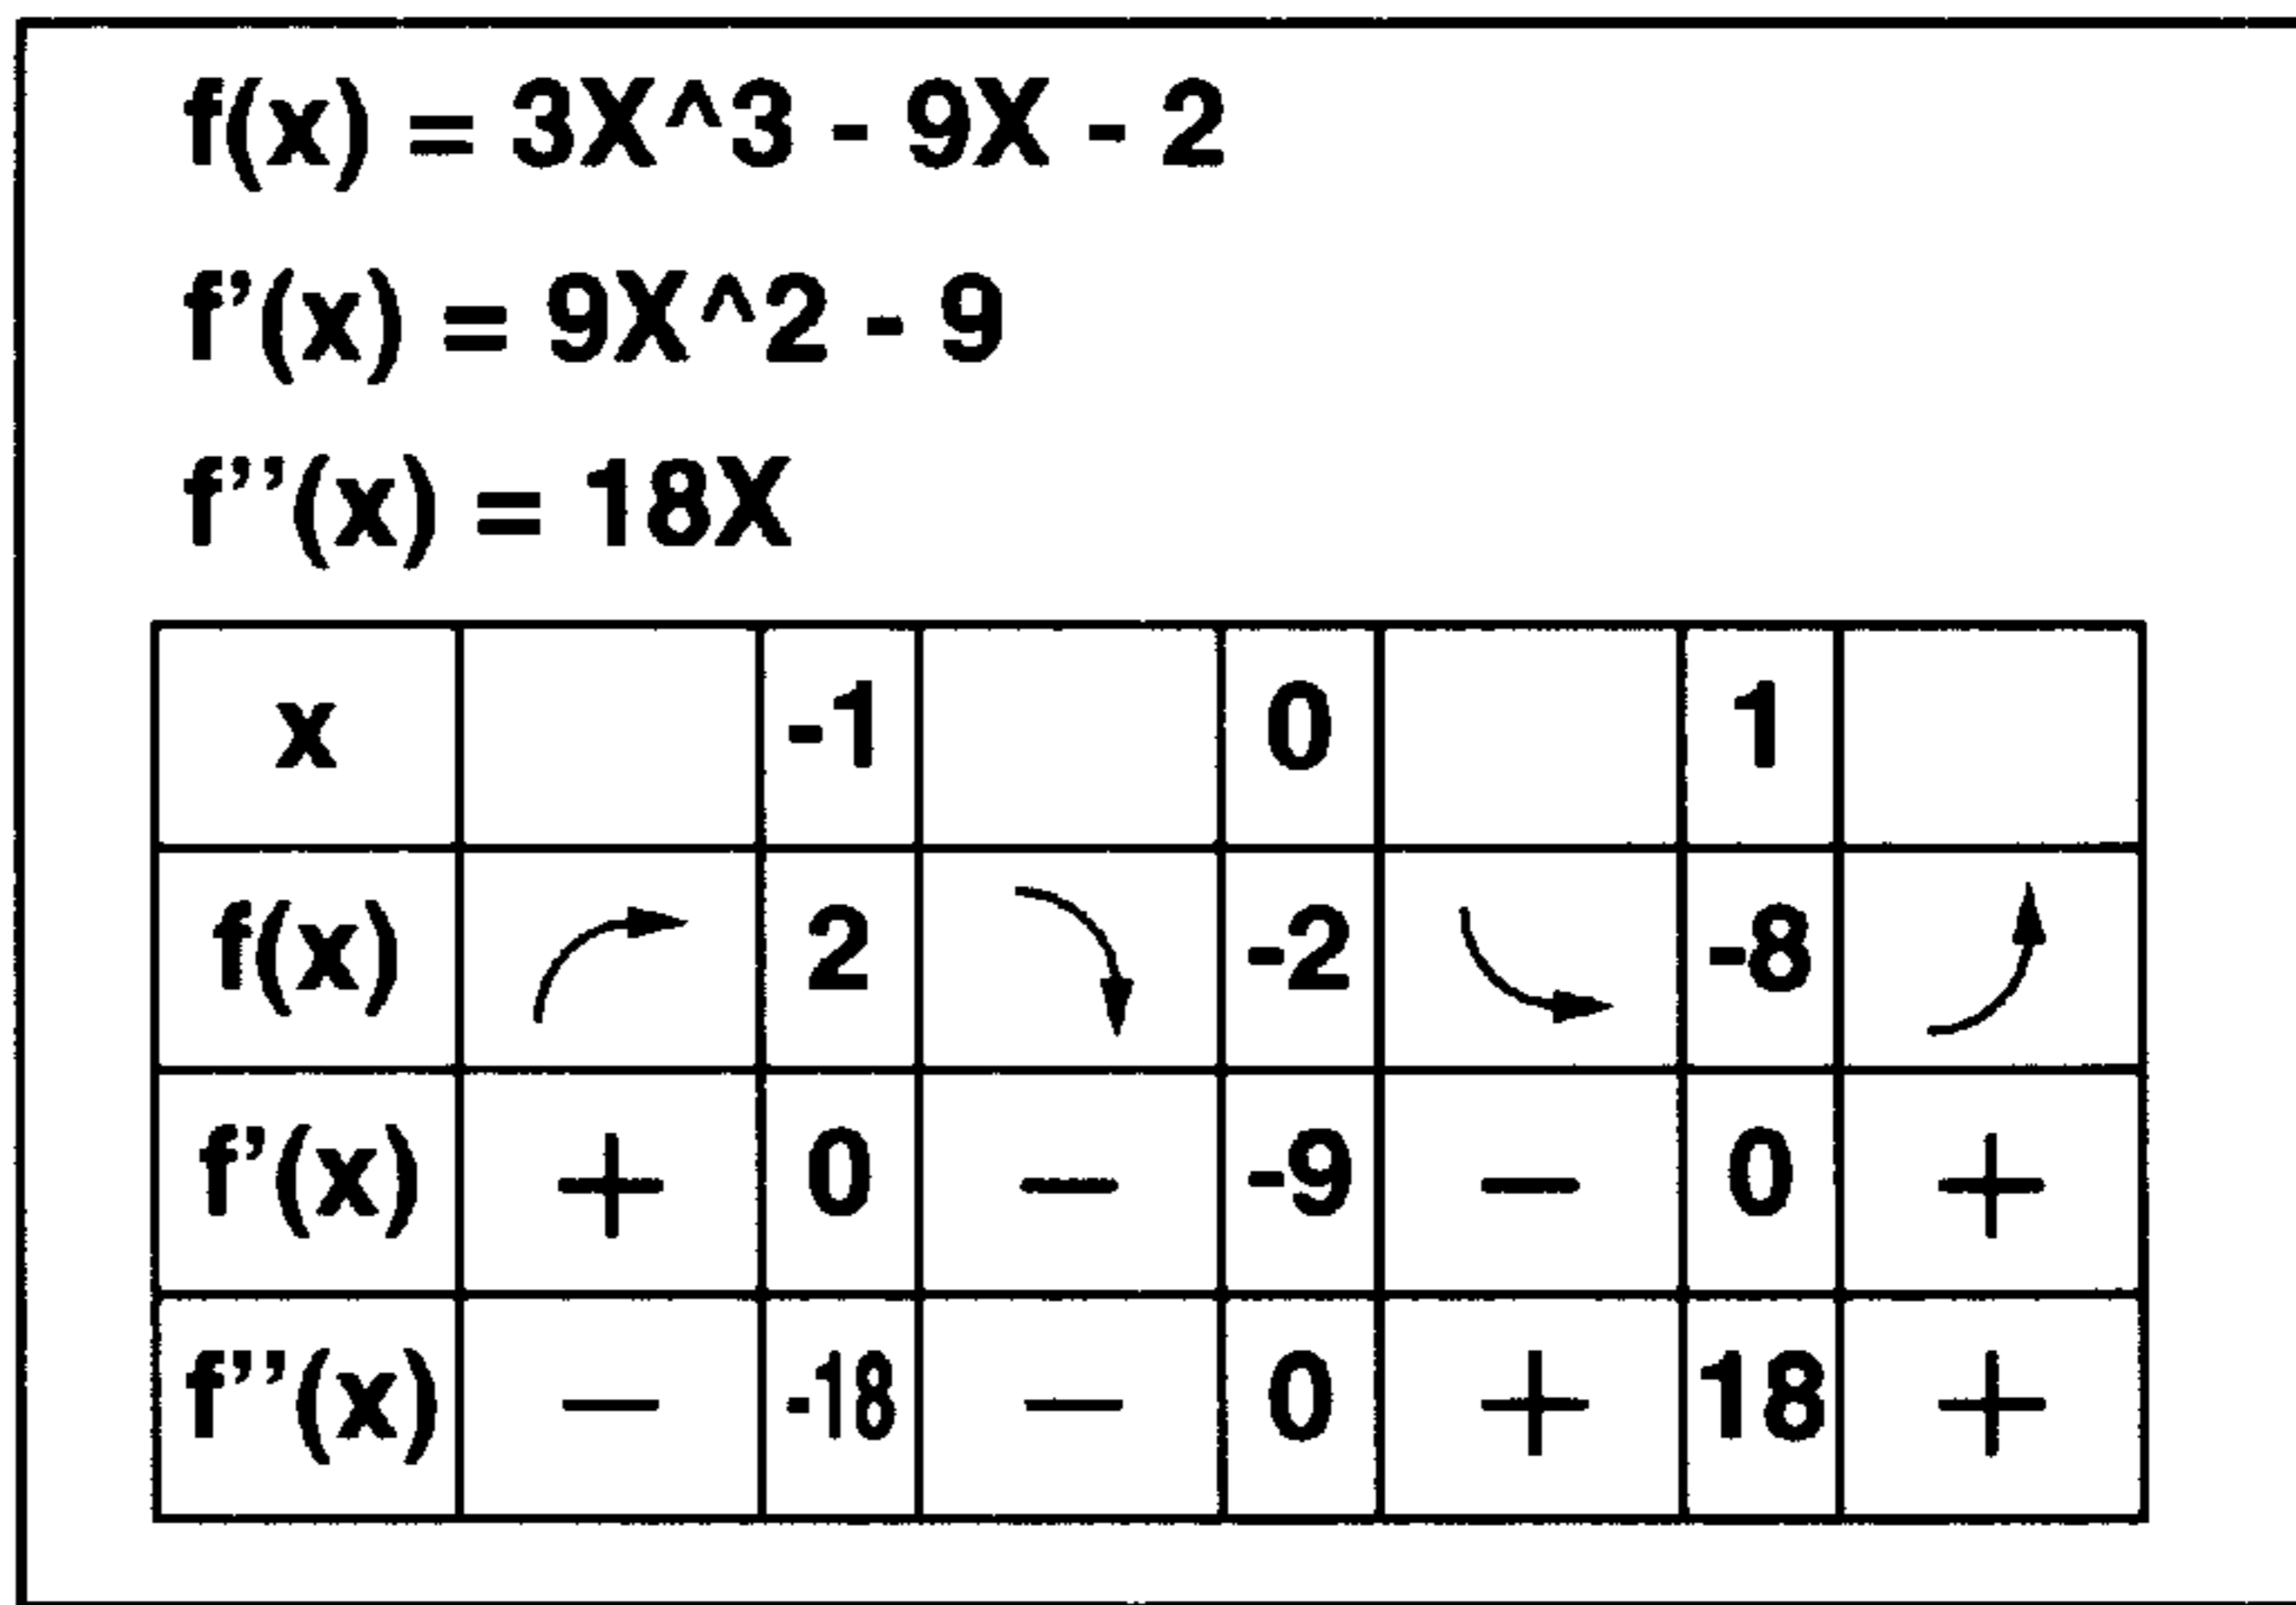 f(x) = 3X^3 - 9X - 2
f’(x) = 9X^2 - 9
f’’(x) = 18X
x -1 0 1
f(x) 2 -2 -8
f’(x) + 0 — -9 — 0 +
f’’(x) — -18 — 0 + 18 +